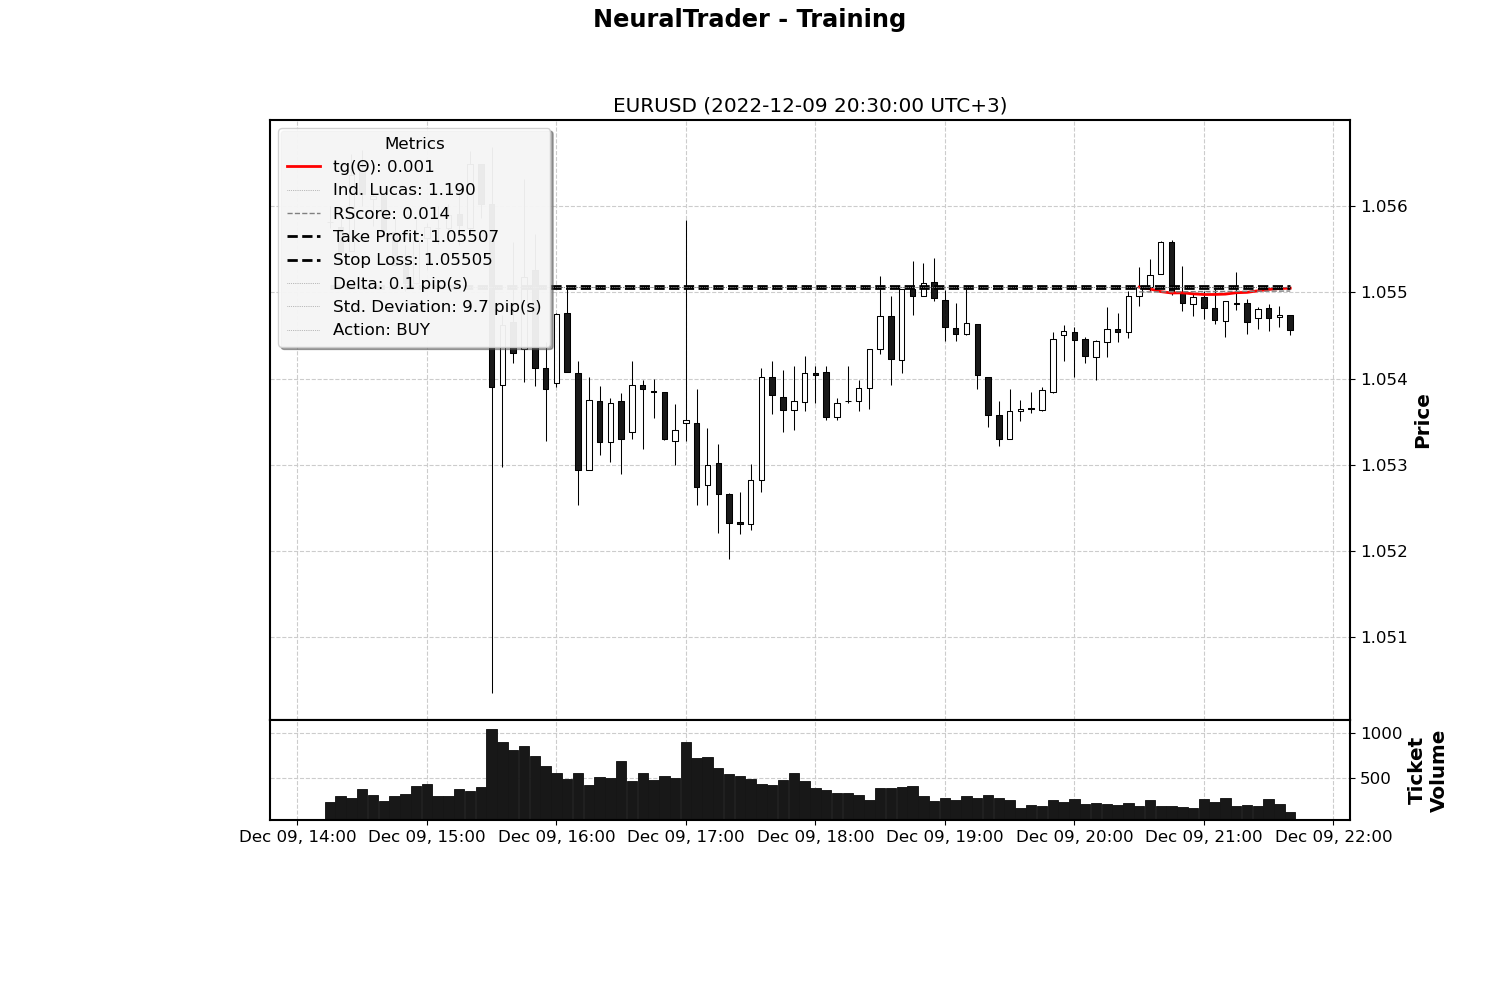 NeuralTrader - Training
EURUSD (2022-12-09 20:30:00 UTC+3)
Metrics
tg(Θ): 0.001
Ind. Lucas: 1.190
RScore: 0.014
Take Profit: 1.05507
Stop Loss: 1.05505
Delta: 0.1 pip(s)
Std. Deviation: 9.7 pip(s)
Action: BUY
1.056
1.055
1.054
1.053
1.052
1.051
Price
1000
500
Ticket
Volume
Dec 09, 14:00 Dec 09, 15:00 Dec 09, 16:00 Dec 09, 17:00 Dec 09, 18:00 Dec 09, 19:00 Dec 09, 20:00 Dec 09, 21:00 Dec 09, 22:00